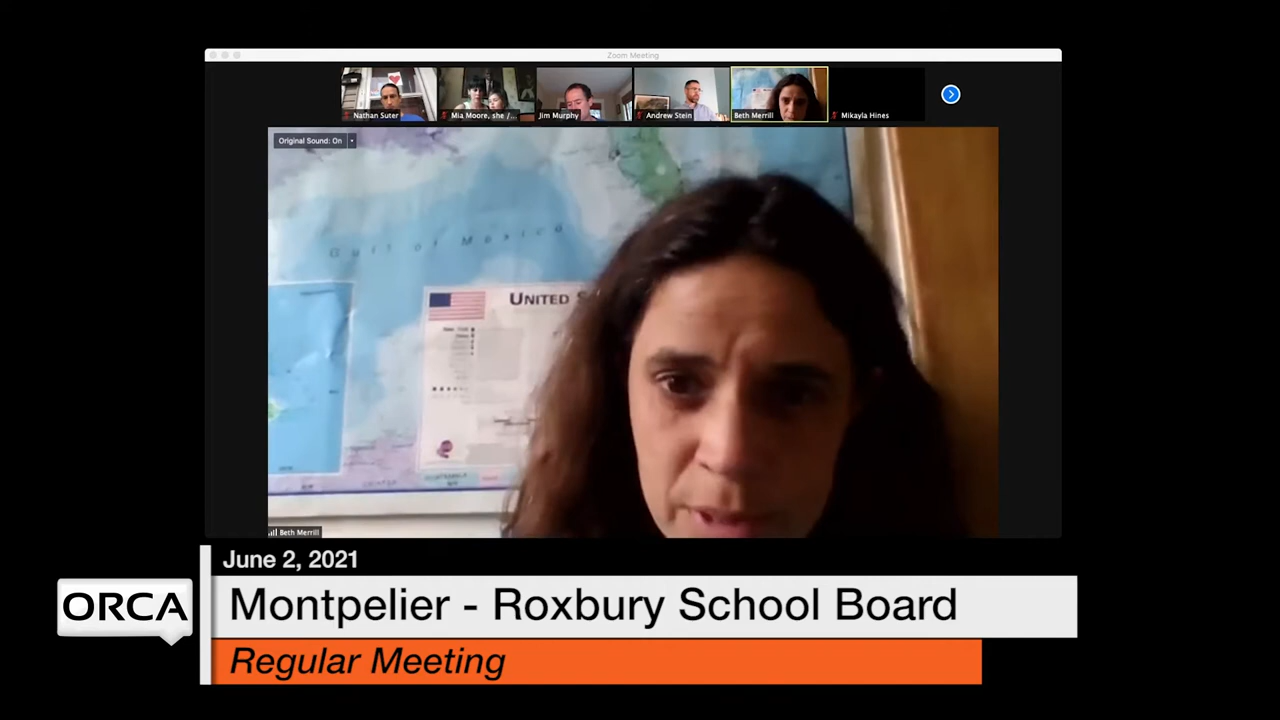 Zoom Meeting
Nathan Suter
Mia Moore, she /...
Jim Murphy
Andrew Stein
Beth Merrill
Mikayla Hines
Original Sound: On
Gulf of Mexico
UNITED S
Beth Merrill
June 2, 2021
ORCA
Montpelier - Roxbury School Board
Regular Meeting